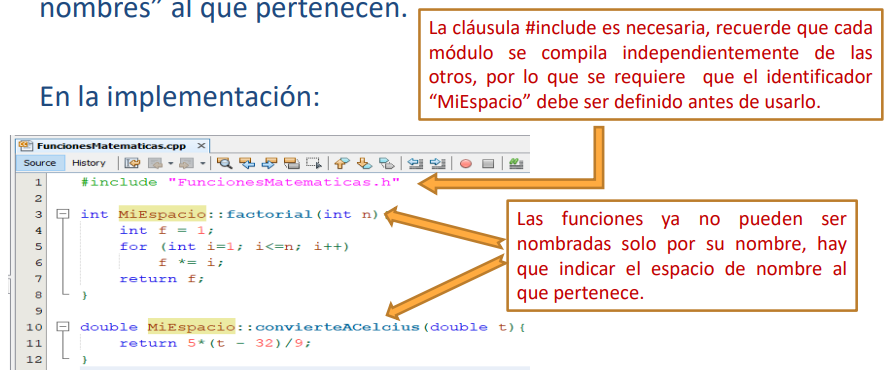 nombres” al que pertenecen.
La cláusula #include es necesaria, recuerde que cada
módulo se compila independientemente de las
otros, por lo que se requiere que el identificador
“MiEspacio” debe ser definido antes de usarlo.
En la implementación:
FuncionesMatematicas.cpp
Source History
1 #include "FuncionesMatematicas.h"
2
3 int MiEspacio::factorial(int n){
4 int f = 1;
5 for (int i=1; i<=n; i++)
6 f *= i;
7 return f;
8 }
9
10 double MiEspacio::convierteACelcius(double t){
11 return 5*(t - 32)/9;
12 }
Las funciones ya no pueden ser
nombradas solo por su nombre, hay
que indicar el espacio de nombre al
que pertenece.